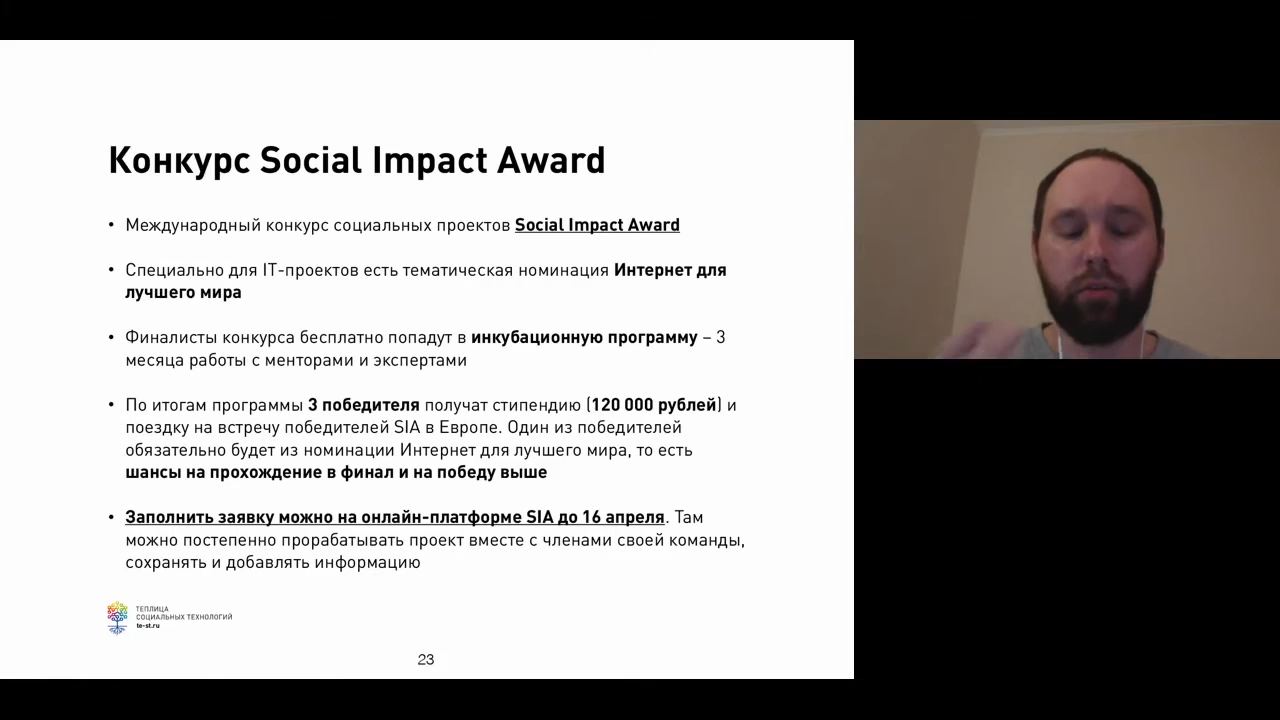 Конкурс Social Impact Award
• Международный конкурс социальных проектов Social Impact Award
• Специально для IT-проектов есть тематическая номинация Интернет для
лучшего мира
• Финалисты конкурса бесплатно попадут в инкубационную программу – 3
месяца работы с менторами и экспертами
• По итогам программы 3 победителя получат стипендию (120 000 рублей) и
поездку на встречу победителей SIA в Европе. Один из победителей
обязательно будет из номинации Интернет для лучшего мира, то есть
шансы на прохождение в финал и на победу выше
• Заполнить заявку можно на онлайн-платформе SIA до 16 апреля. Там
можно постепенно прорабатывать проект вместе с членами своей команды,
сохранять и добавлять информацию
ТЕПЛИЦА
СОЦИАЛЬНЫХ ТЕХНОЛОГИЙ
te-st.ru
23